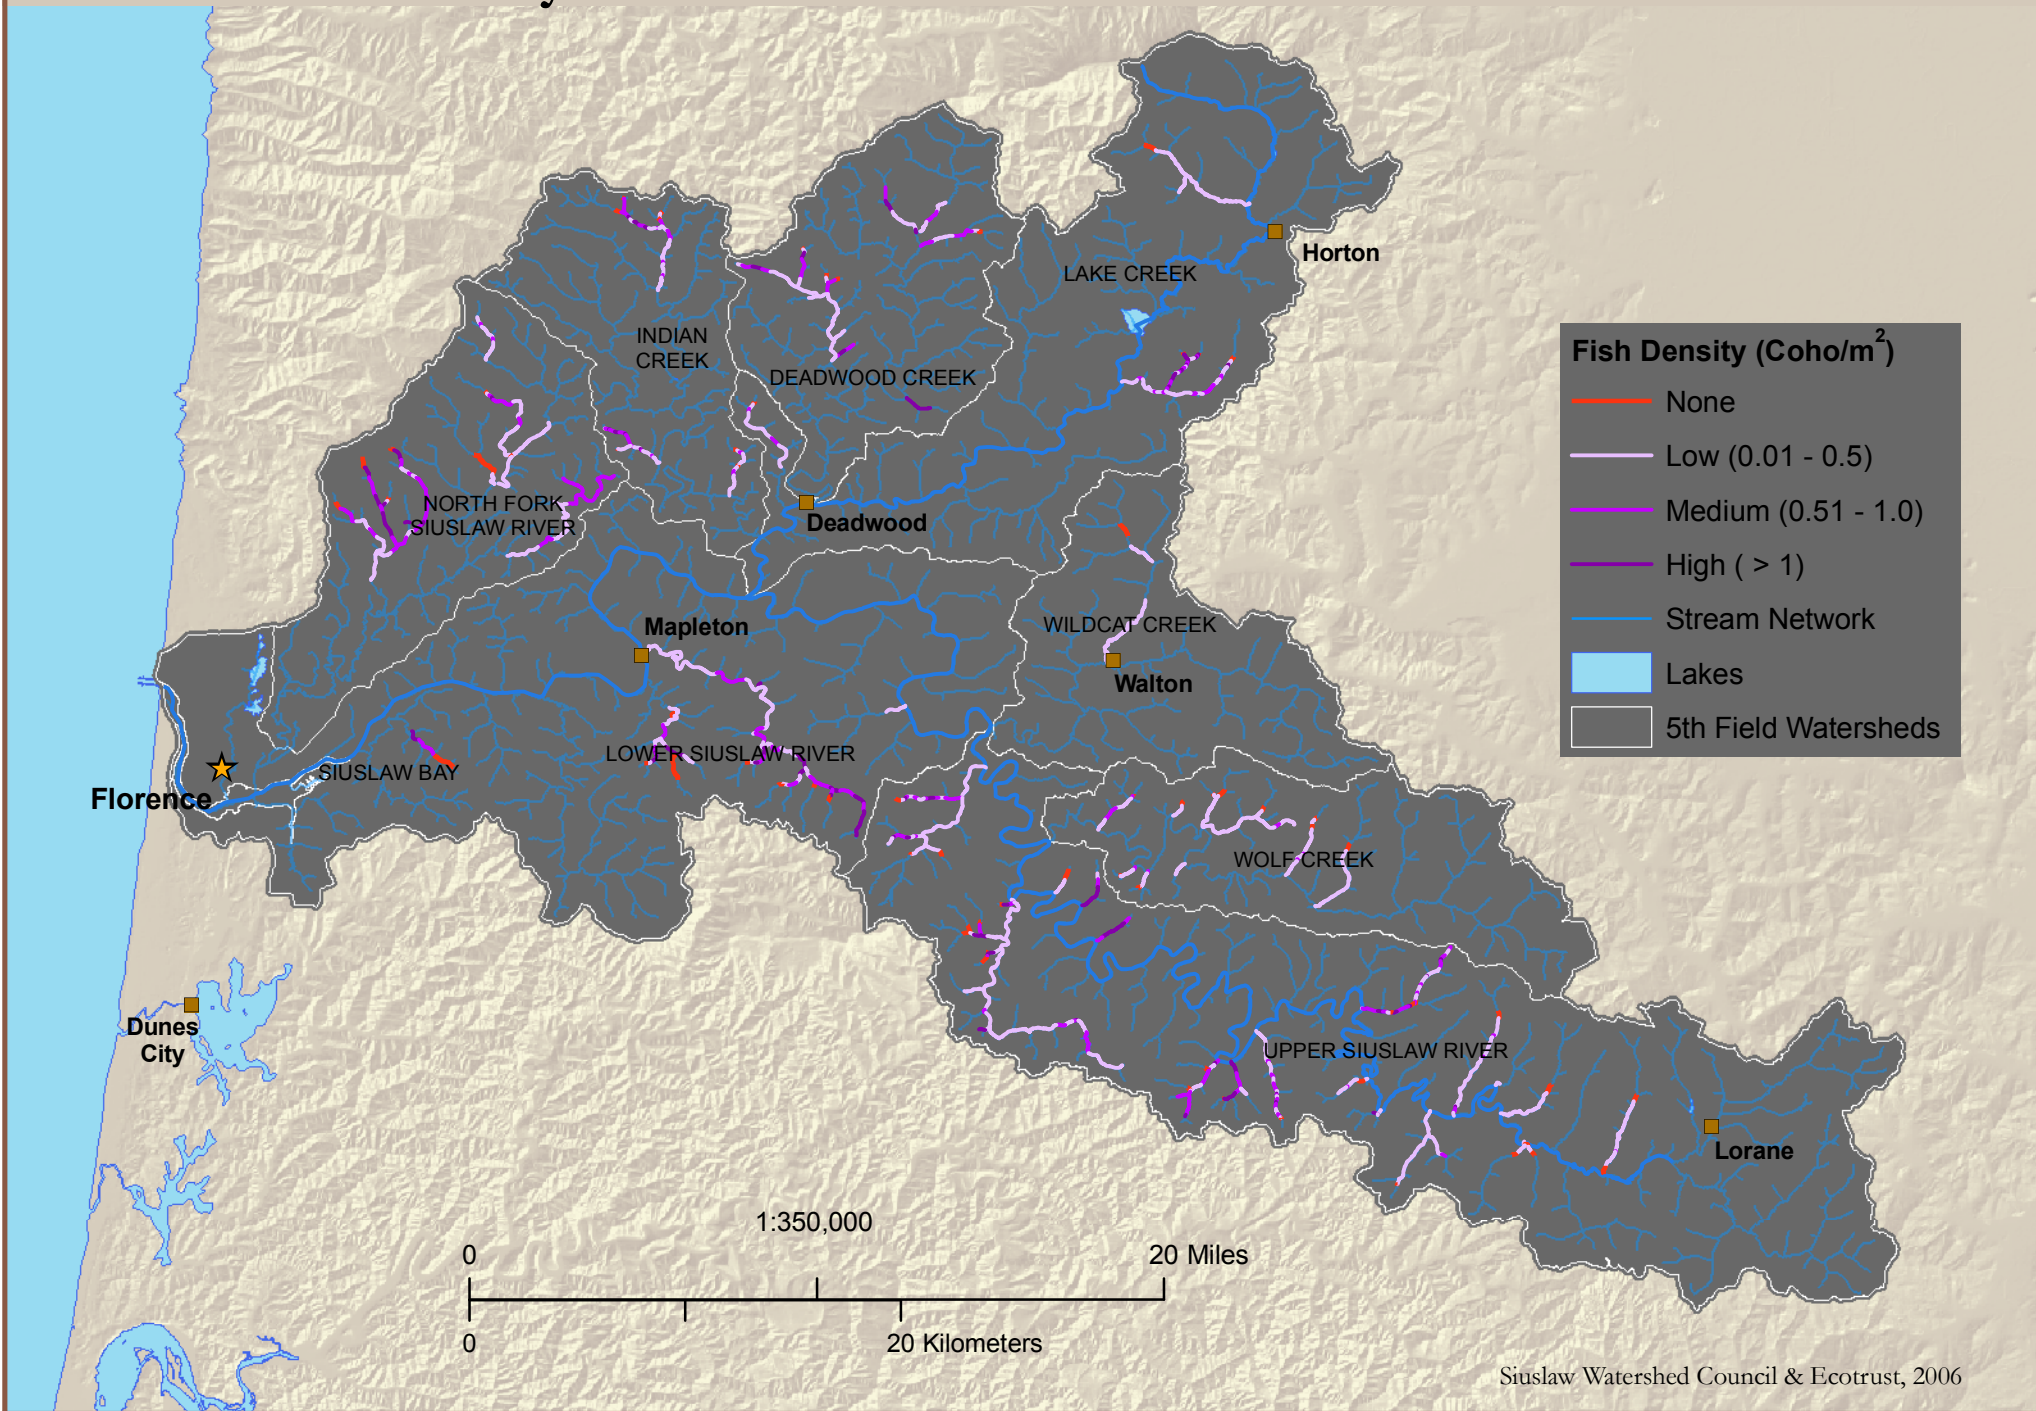 Horton
LAKE CREEK
INDIAN
CREEK
DEADWOOD CREEK
Fish Density (Coho/m²)
None
Low (0.01 - 0.5)
Medium (0.51 - 1.0)
High ( > 1)
Stream Network
Lakes
5th Field Watersheds
NORTH FORK
SIUSLAW RIVER
Deadwood
Mapleton
WILDCAT CREEK
Walton
LOWER SIUSLAW RIVER
SIUSLAW BAY
Florence
WOLF CREEK
Dunes
City
UPPER SIUSLAW RIVER
Lorane
1:350,000
0
20 Miles
0
20 Kilometers
Siuslaw Watershed Council & Ecotrust, 2006